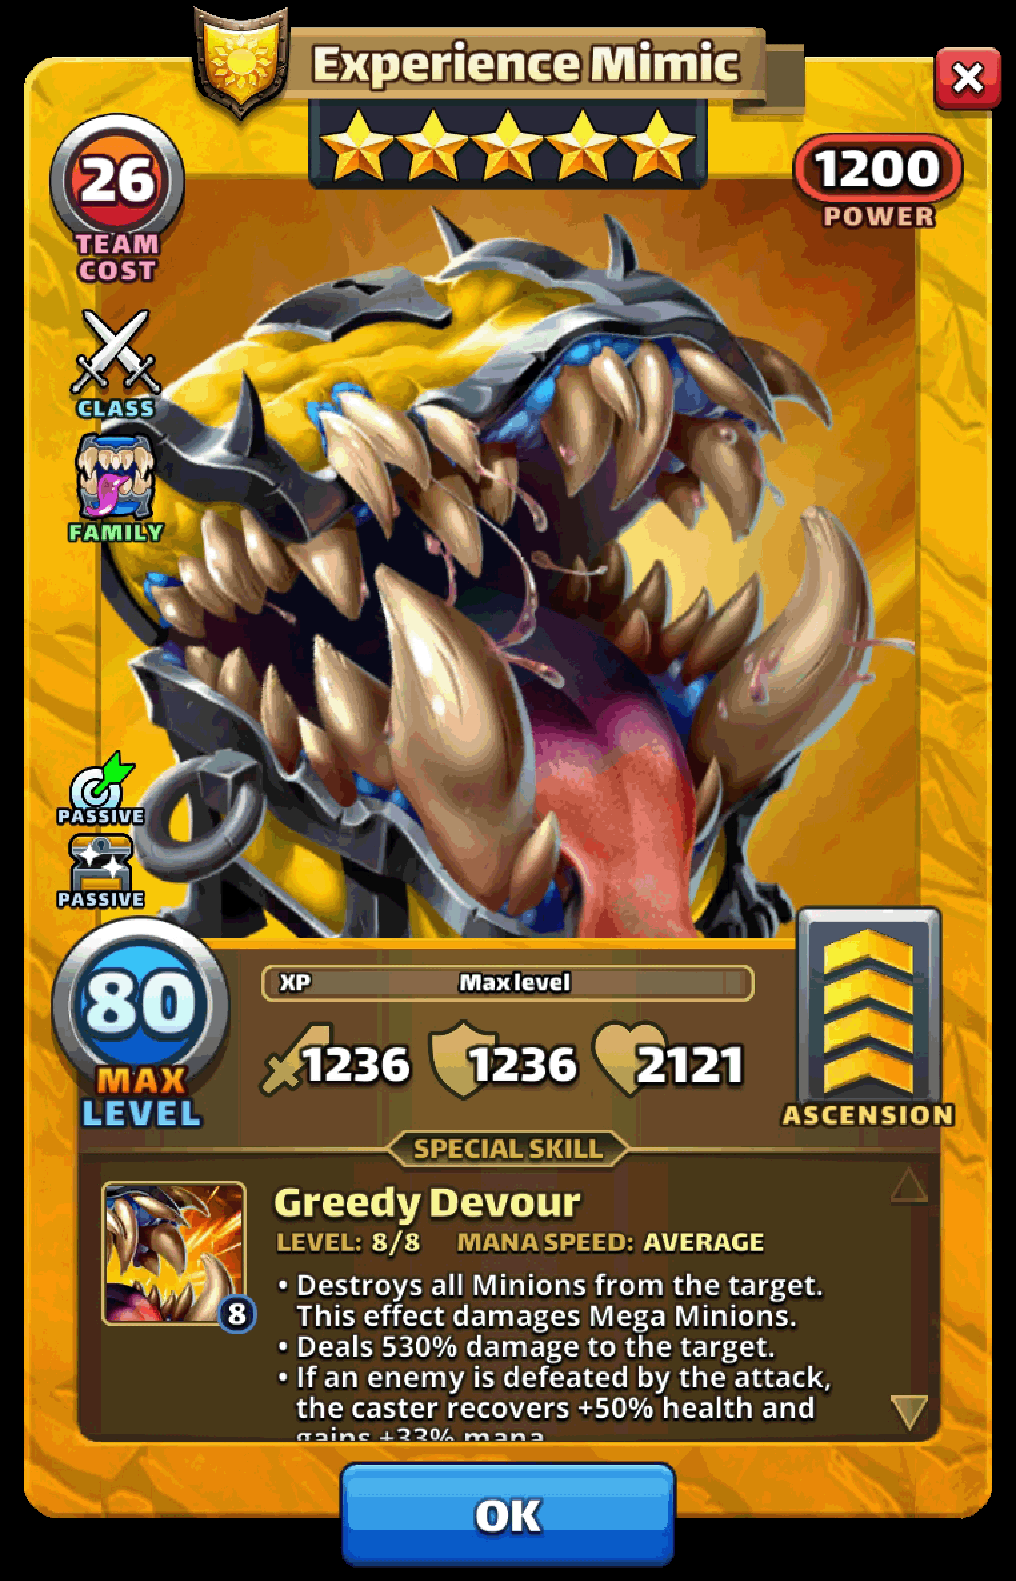 Experience Mimic
26
TEAM
COST
1200
POWER
CLASS
FAMILY
PASSIVE
PASSIVE
80
MAX
LEVEL
XP Max level
1236 1236 2121
ASCENSION
SPECIAL SKILL
Greedy Devour
LEVEL: 8/8 MANA SPEED: AVERAGE
8
• Destroys all Minions from the target.
This effect damages Mega Minions.
• Deals 530% damage to the target.
• If an enemy is defeated by the attack,
the caster recovers +50% health and
gains +33% mana
OK